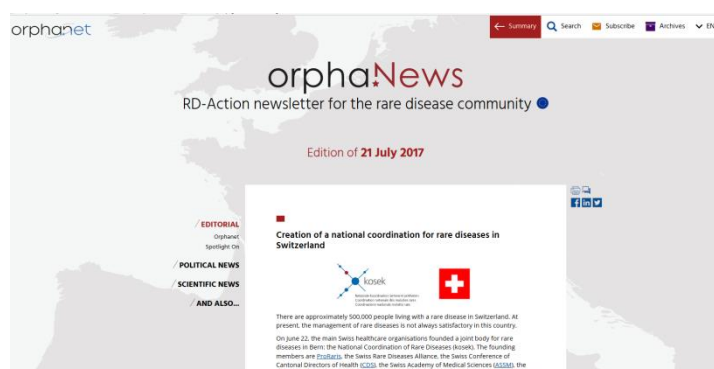 orphanet
Summary Search Subscribe Archives EN
orphaNews
RD-Action newsletter for the rare disease community
Edition of 21 July 2017
EDITORIAL
Orphanet
Spotlight On
POLITICAL NEWS
SCIENTIFIC NEWS
AND ALSO...
Creation of a national coordination for rare diseases in
Switzerland
kosek
There are approximately 500,000 people living with a rare disease in Switzerland. At
present, the management of rare diseases is not always satisfactory in this country.
On June 22, the main Swiss healthcare organisations founded a joint body for rare
diseases in Bern: the National Coordination of Rare Diseases (kosek). The founding
members are ProRaris, the Swiss Rare Diseases Alliance, the Swiss Conference of
Cantonal Directors of Health (CDS), the Swiss Academy of Medical Sciences (ASSM), the